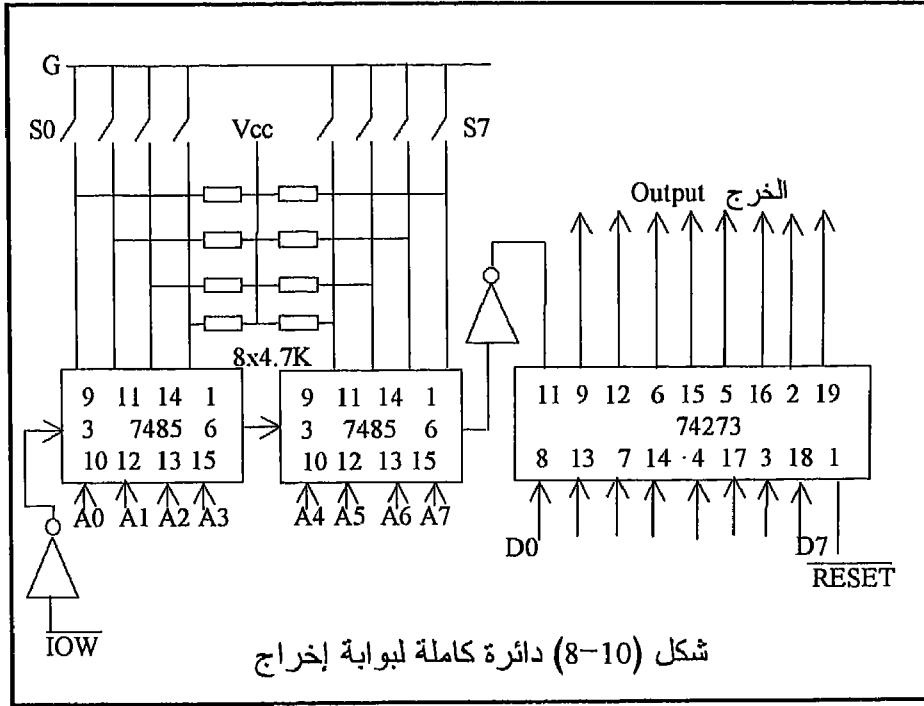 G
S0 Vcc S7
Output الخرج
8x4.7K
9 11 14 1
3 7485 6
10 12 13 15
9 11 14 1
3 7485 6
10 12 13 15
11 9 12 6 15 5 16 2 19
74273
8 13 7 14 4 17 3 18 1
A0 A1 A2 A3
A4 A5 A6 A7
D0 D7
RESET
IOW
شكل (10-8) دائرة كاملة لبوابة إخراج